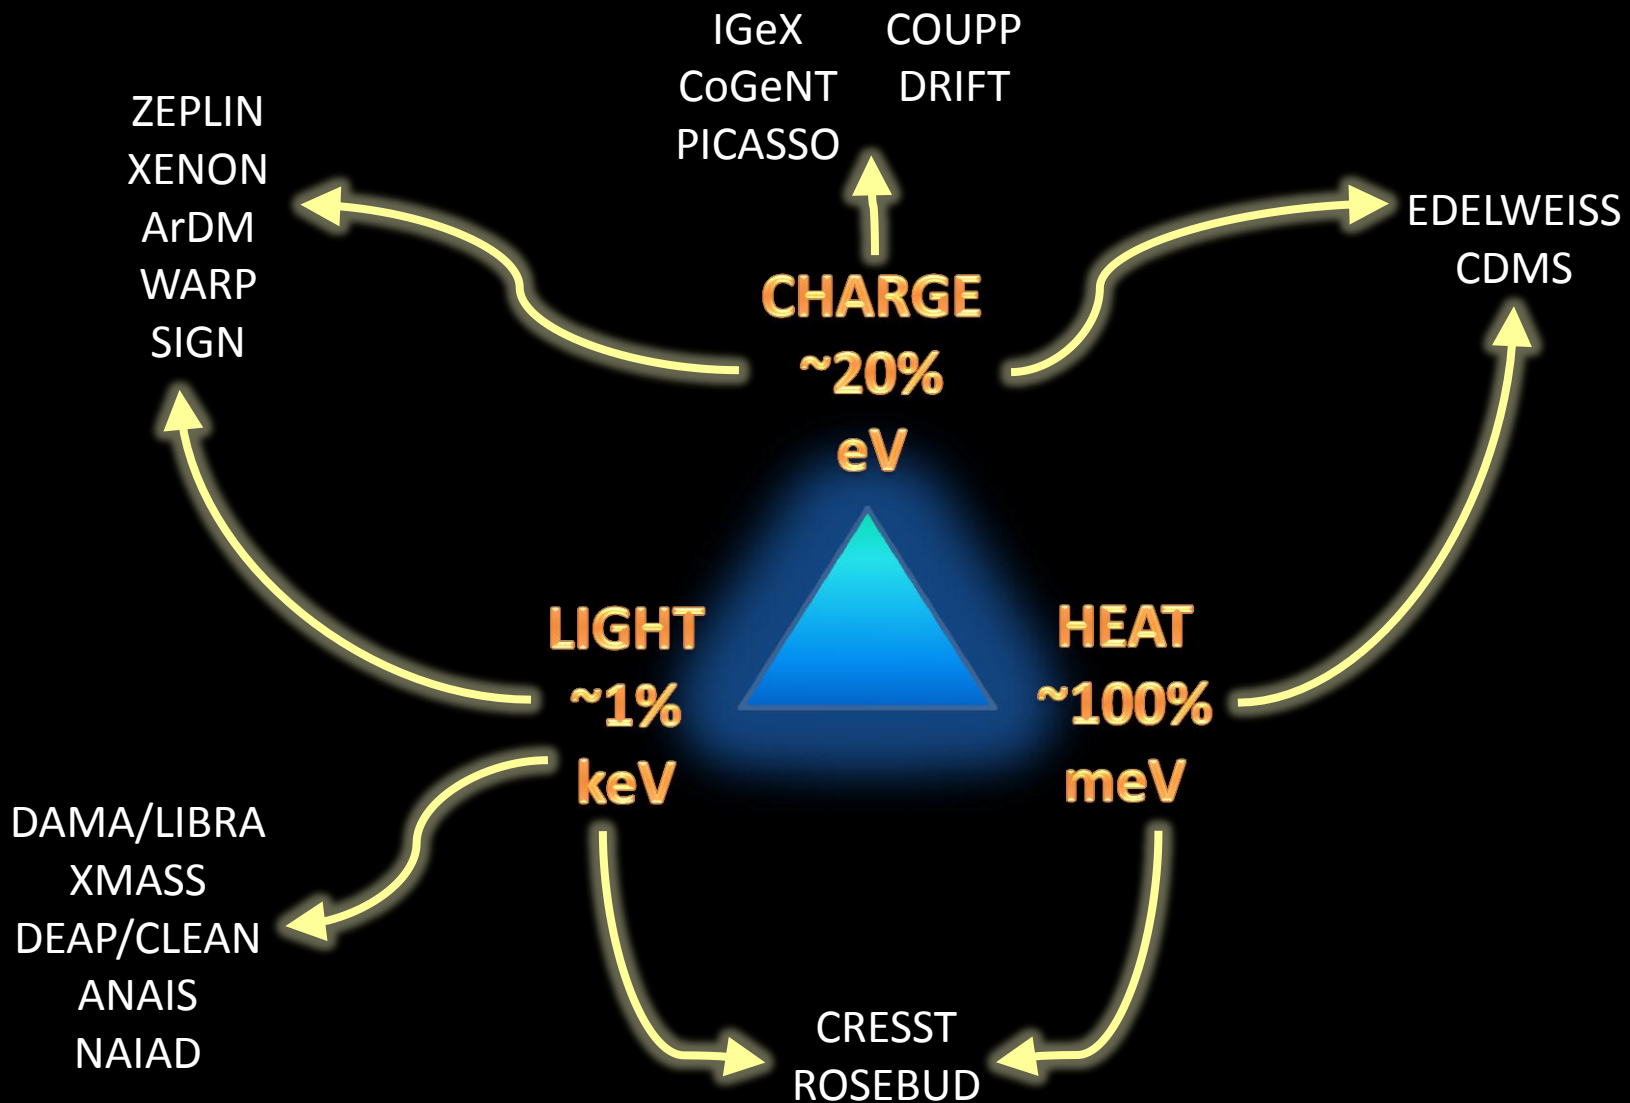 IGeX COUPP
CoGeNT DRIFT
PICASSO
ZEPLIN
XENON
ArDM
WARP
SIGN
EDELWEISS
CDMS
CHARGE
~20%
eV
LIGHT
~1%
keV
HEAT
~100%
meV
DAMA/LIBRA
XMASS
DEAP/CLEAN
ANAIS
NAIAD
CRESST
ROSEBUD